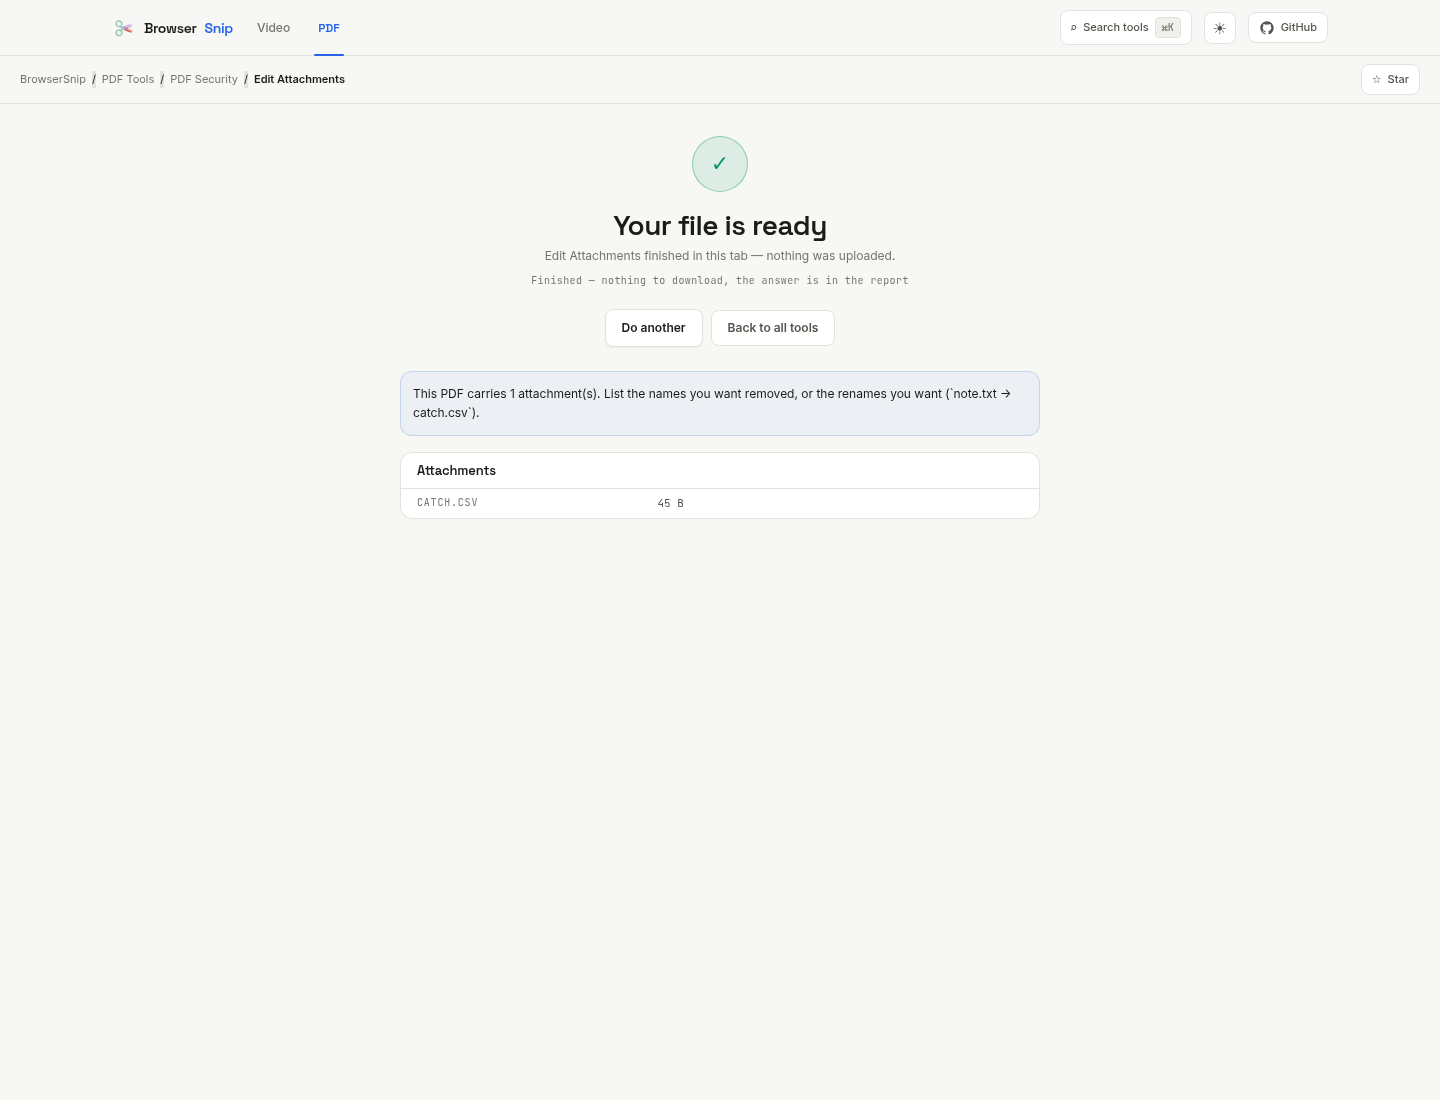 Browser Snip Video PDF Search tools ⌘K GitHub
BrowserSnip / PDF Tools / PDF Security / Edit Attachments ☆ Star
✓
Your file is ready
Edit Attachments finished in this tab — nothing was uploaded.
Finished — nothing to download, the answer is in the report
Do another Back to all tools
This PDF carries 1 attachment(s). List the names you want removed, or the renames you want (`note.txt →
catch.csv`).
Attachments
CATCH.CSV 45 B